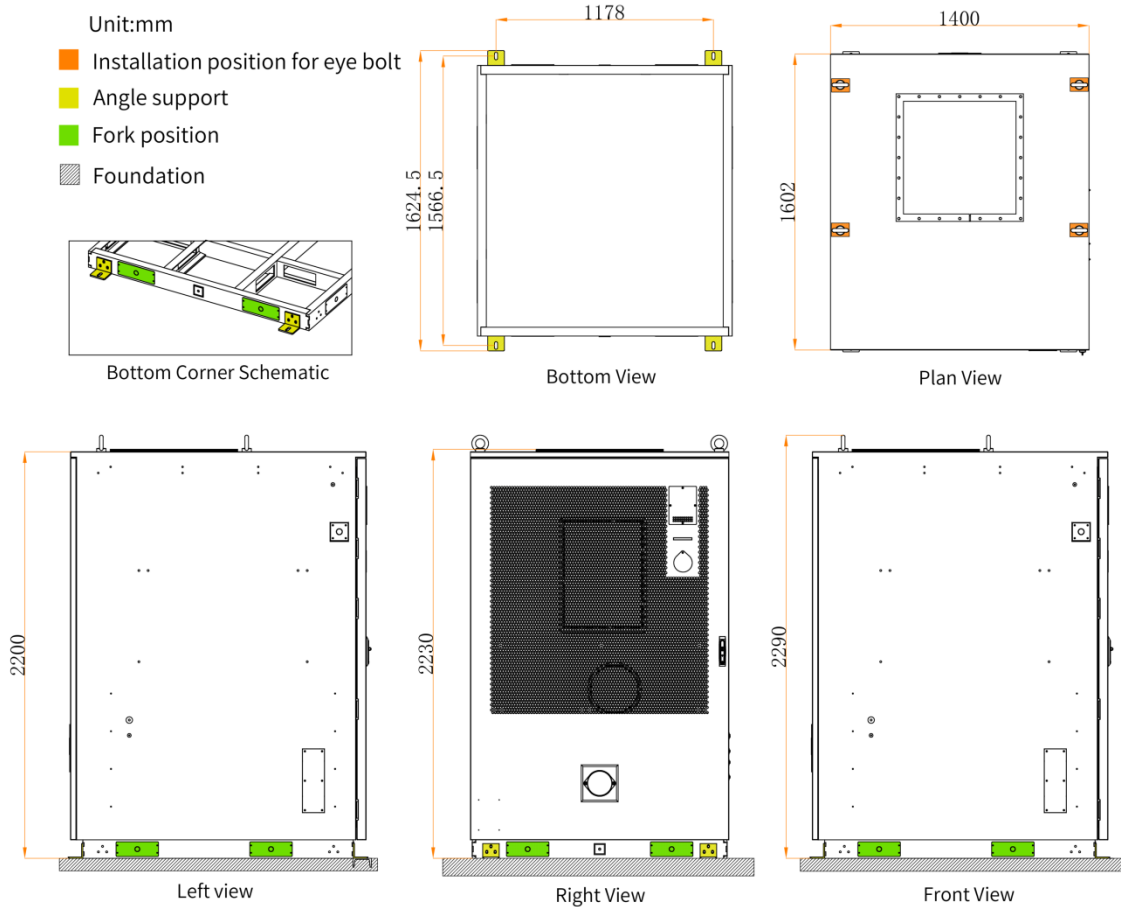 Unit:mm
Installation position for eye bolt
Angle support
Fork position
Foundation
Bottom Corner Schematic
1178
1624.5
1566.5
Bottom View
1400
1602
Plan View
2200
Left view
2230
Right View
2290
Front View